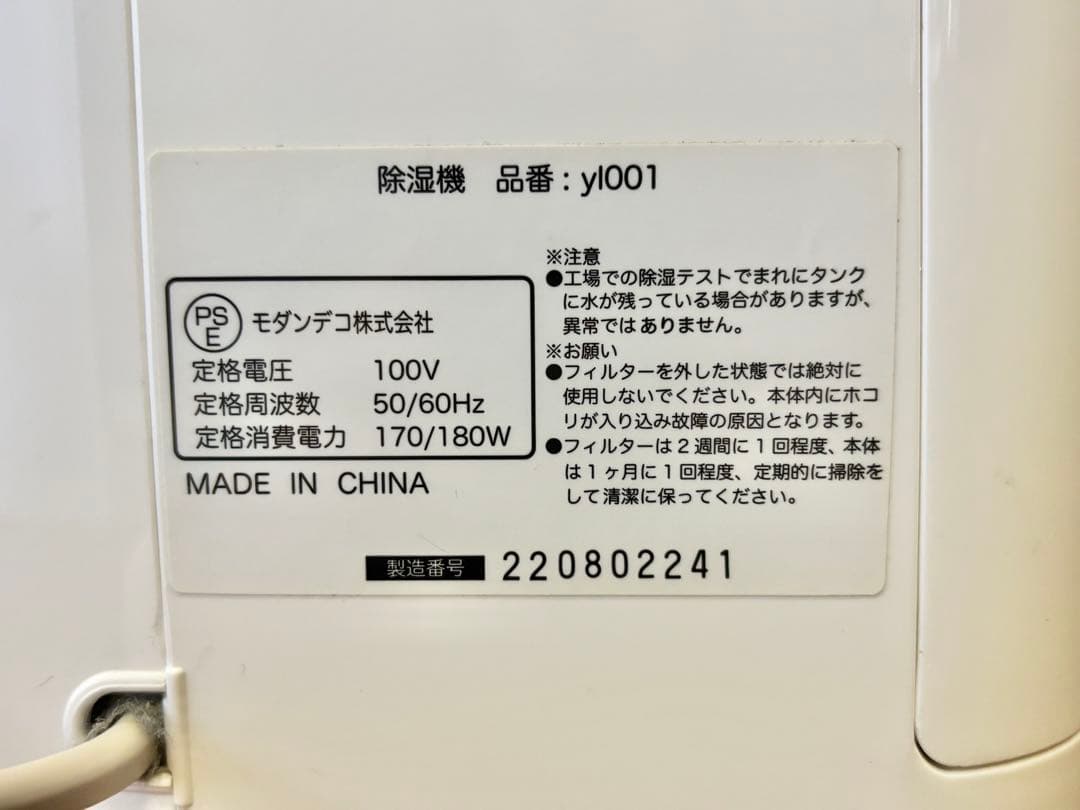 除湿機 品番:yl001
PSE モダンデコ株式会社
定格電圧 100V
定格周波数 50/60Hz
定格消費電力 170/180W
MADE IN CHINA
※注意
●工場での除湿テストでまれにタンク
に水が残っている場合がありますが、
異常ではありません。
※お願い
●フィルターを外した状態では絶対に
使用しないでください。本体内にホコ
リが入り込み故障の原因となります。
●フィルターは2週間に1回程度、本体
は1ヶ月に1回程度、定期的に掃除を
して清潔に保ってください。
製造番号 220802241